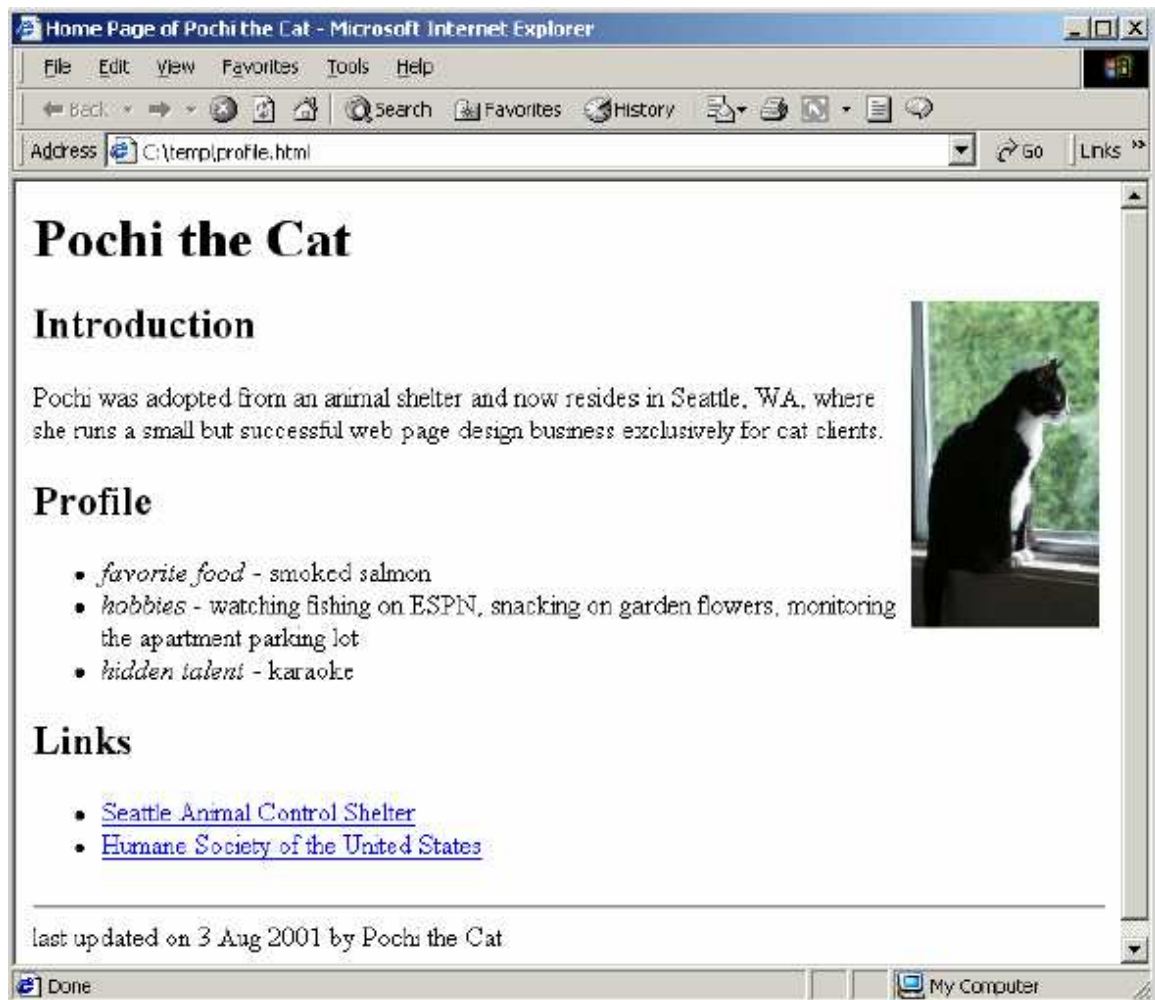 Home Page of Pochi the Cat - Microsoft Internet Explorer
File Edit View Favorites Tools Help
Back Search Favorites History
Address C:\temp\profile.html Go Links »
Pochi the Cat
Introduction
Pochi was adopted from an animal shelter and now resides in Seattle, WA, where
she runs a small but successful web page design business exclusively for cat clients.
Profile
• favorite food - smoked salmon
• hobbies - watching fishing on ESPN, snacking on garden flowers, monitoring
the apartment parking lot
• hidden talent - karaoke
Links
• Seattle Animal Control Shelter
• Humane Society of the United States
last updated on 3 Aug 2001 by Pochi the Cat
Done My Computer